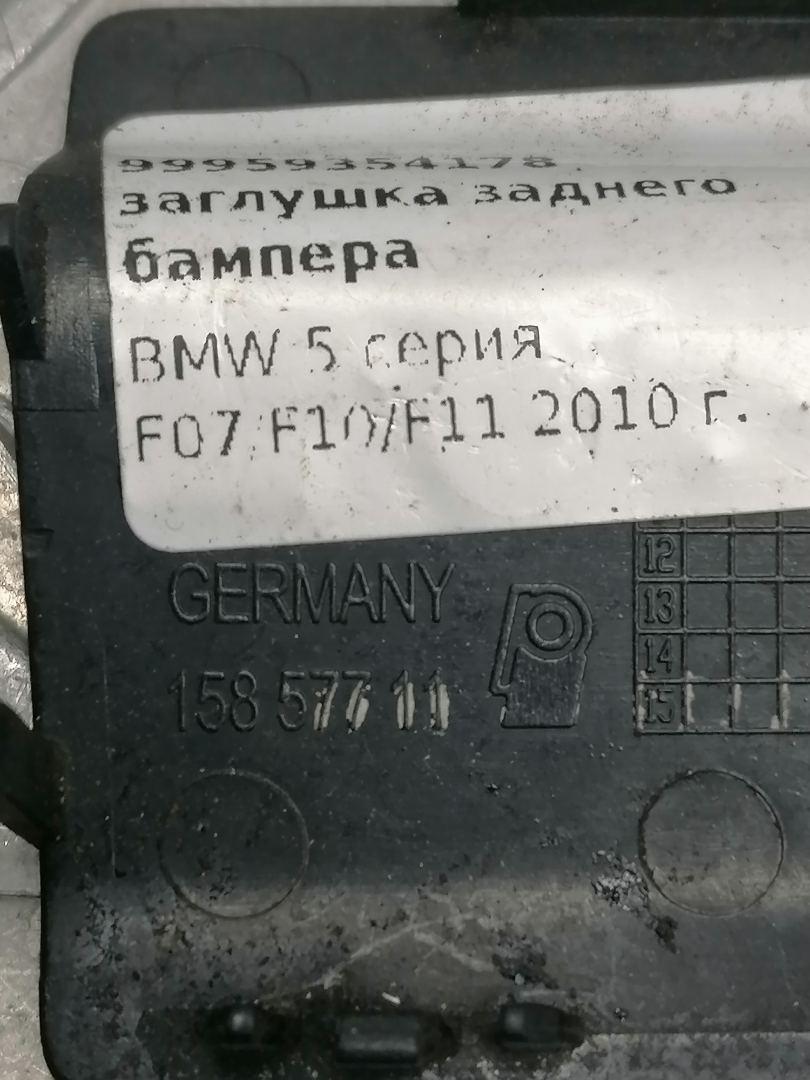 99959354178
заглушка заднего
бампера
BMW 5 серия
F07/F10/F11 2010 г.
GERMANY
12
13
14
158 577 11
15